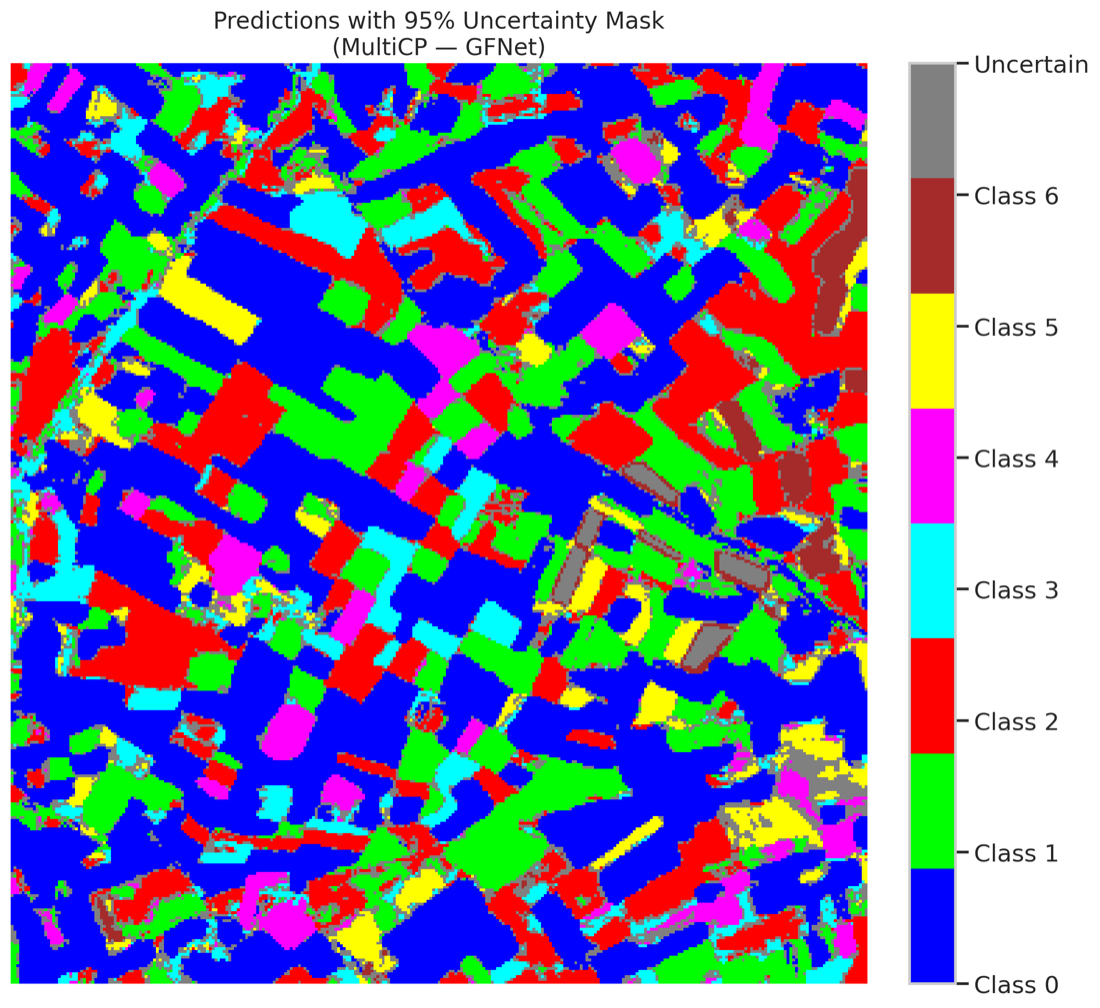 Predictions with 95% Uncertainty Mask
(MultiCP — GFNet)
Uncertain
Class 6
Class 5
Class 4
Class 3
Class 2
Class 1
Class 0